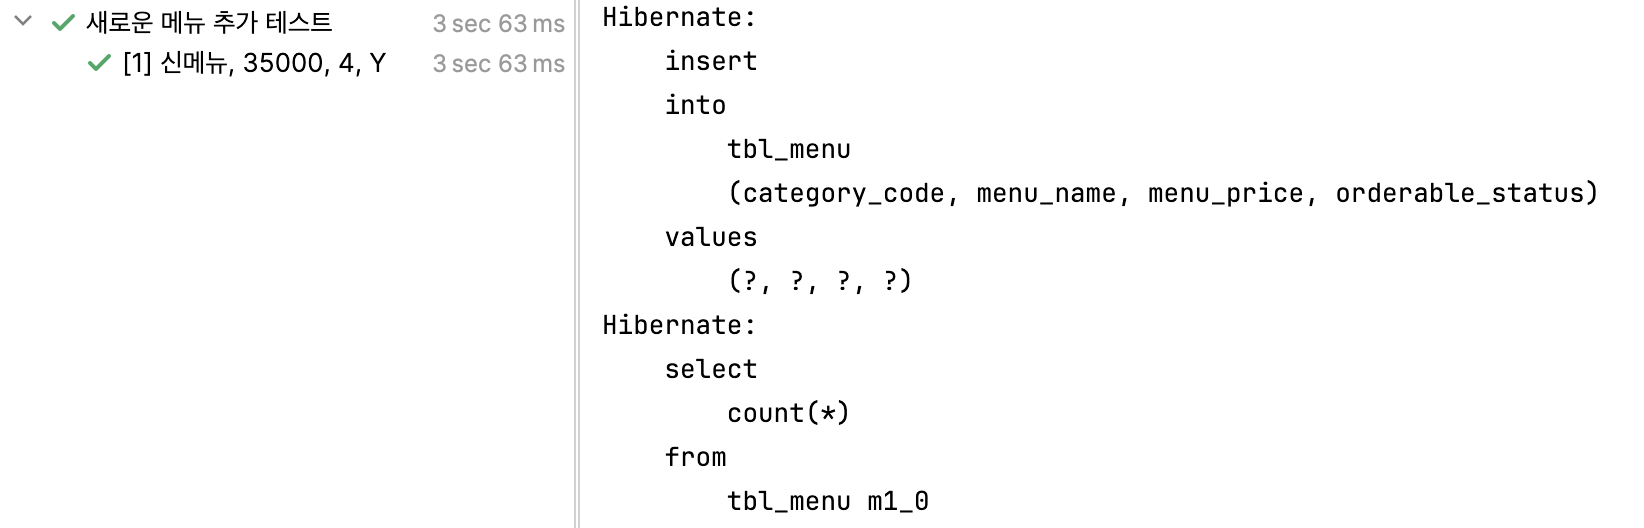 새로운 메뉴 추가 테스트 3 sec 63 ms
[1] 신메뉴, 35000, 4, Y 3 sec 63 ms
Hibernate:
insert
into
tbl_menu
(category_code, menu_name, menu_price, orderable_status)
values
(?, ?, ?, ?)
Hibernate:
select
count(*)
from
tbl_menu m1_0